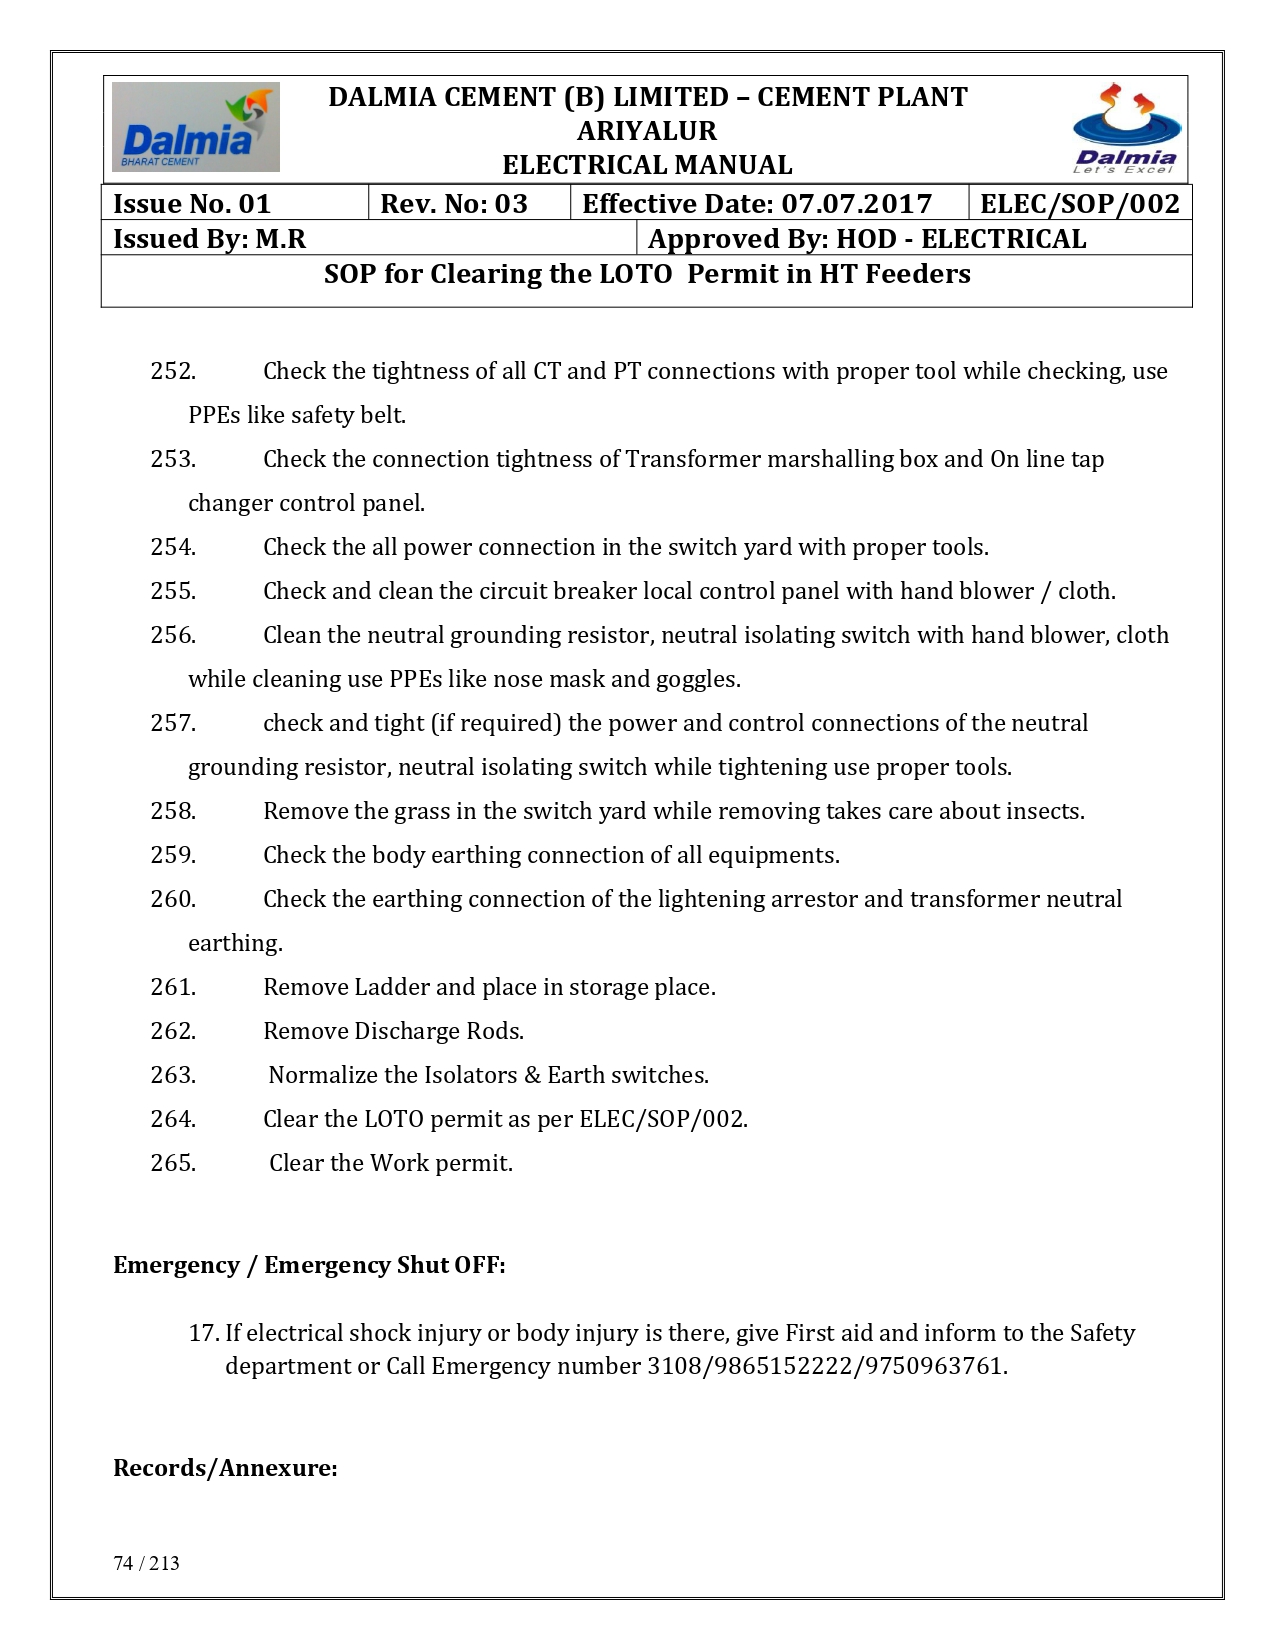 Dalmia
BHARAT CEMENT
DALMIA CEMENT (B) LIMITED – CEMENT PLANT
ARIYALUR
ELECTRICAL MANUAL
Dalmia
Let's Excel
Issue No. 01 Rev. No: 03 Effective Date: 07.07.2017 ELEC/SOP/002
Issued By: M.R Approved By: HOD - ELECTRICAL
SOP for Clearing the LOTO Permit in HT Feeders
252. Check the tightness of all CT and PT connections with proper tool while checking, use
PPEs like safety belt.
253. Check the connection tightness of Transformer marshalling box and On line tap
changer control panel.
254. Check the all power connection in the switch yard with proper tools.
255. Check and clean the circuit breaker local control panel with hand blower / cloth.
256. Clean the neutral grounding resistor, neutral isolating switch with hand blower, cloth
while cleaning use PPEs like nose mask and goggles.
257. check and tight (if required) the power and control connections of the neutral
grounding resistor, neutral isolating switch while tightening use proper tools.
258. Remove the grass in the switch yard while removing takes care about insects.
259. Check the body earthing connection of all equipments.
260. Check the earthing connection of the lightening arrestor and transformer neutral
earthing.
261. Remove Ladder and place in storage place.
262. Remove Discharge Rods.
263. Normalize the Isolators & Earth switches.
264. Clear the LOTO permit as per ELEC/SOP/002.
265. Clear the Work permit.
Emergency / Emergency Shut OFF:
17. If electrical shock injury or body injury is there, give First aid and inform to the Safety
department or Call Emergency number 3108/9865152222/9750963761.
Records/Annexure:
74 / 213